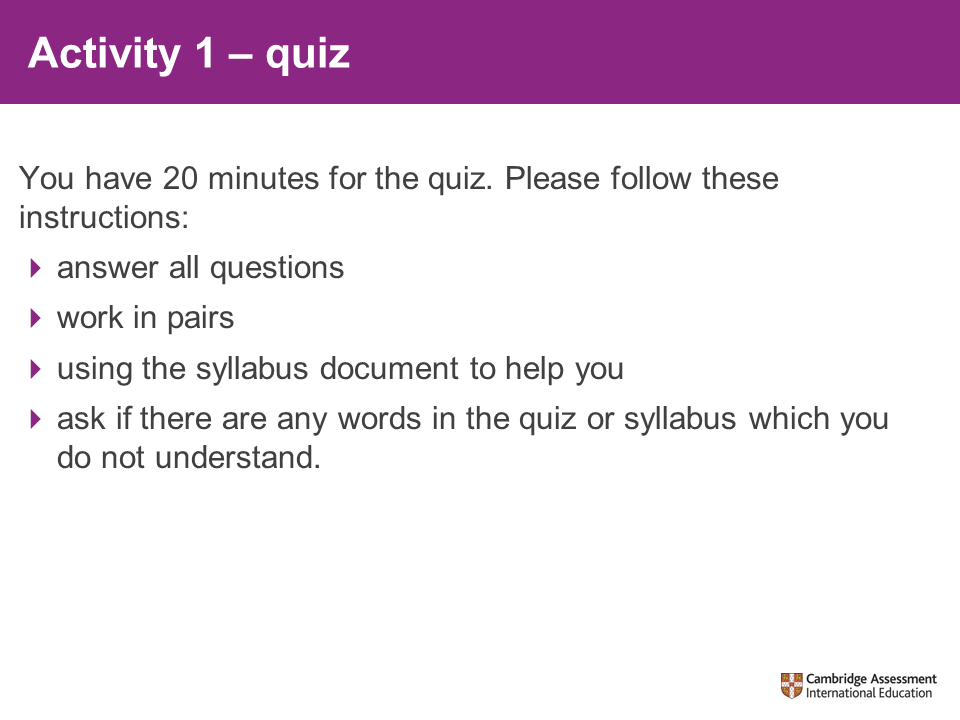 Activity 1 – quiz
You have 20 minutes for the quiz. Please follow these
instructions:
answer all questions
work in pairs
using the syllabus document to help you
ask if there are any words in the quiz or syllabus which you
do not understand.
Cambridge Assessment
International Education